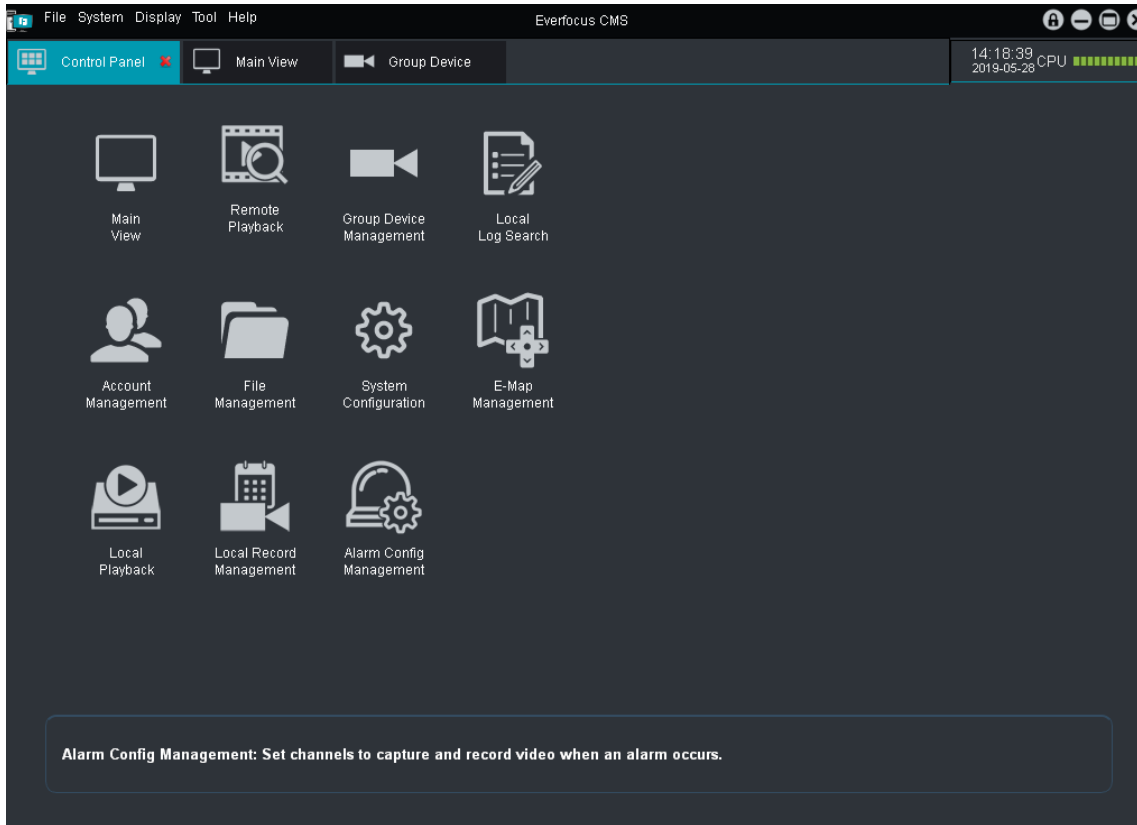 File System Display Tool Help Everfocus CMS
Control Panel Main View Group Device 14:18:39 CPU
2019-05-28
Main
View
Remote
Playback
Group Device
Management
Local
Log Search
Account
Management
File
Management
System
Configuration
E-Map
Management
Local
Playback
Local Record
Management
Alarm Config
Management
Alarm Config Management: Set channels to capture and record video when an alarm occurs.